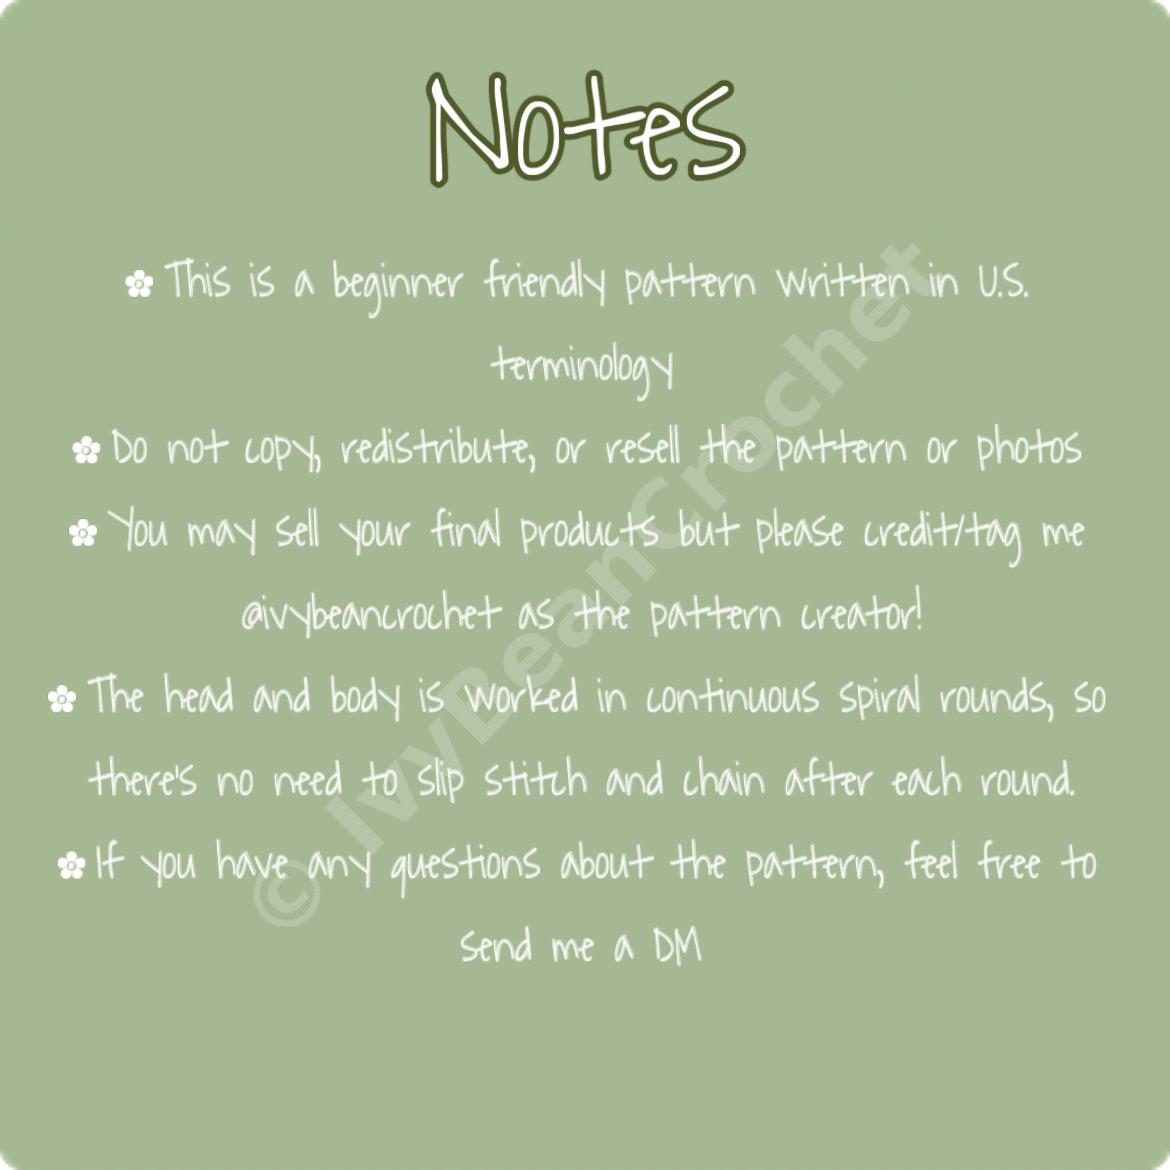 Notes
✿ This is a beginner friendly pattern written in U.S.
terminology
✿ Do not copy, redistribute, or resell the pattern or photos
✿ You may sell your final products but please credit/tag me
@ivybeancrochet as the pattern creator!
✿ The head and body is worked in continuous spiral rounds, so
there's no need to slip stitch and chain after each round.
✿ If you have any questions about the pattern, feel free to
send me a DM
© IvyBeanCrochet